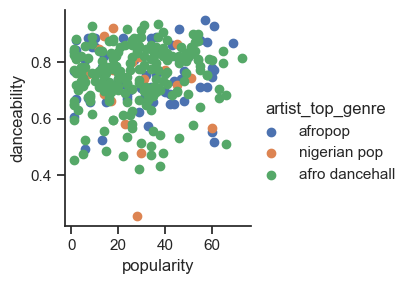 0.8
0.6
0.4
danceability
0
20
40
60
popularity
artist_top_genre
afropop
nigerian pop
afro dancehall